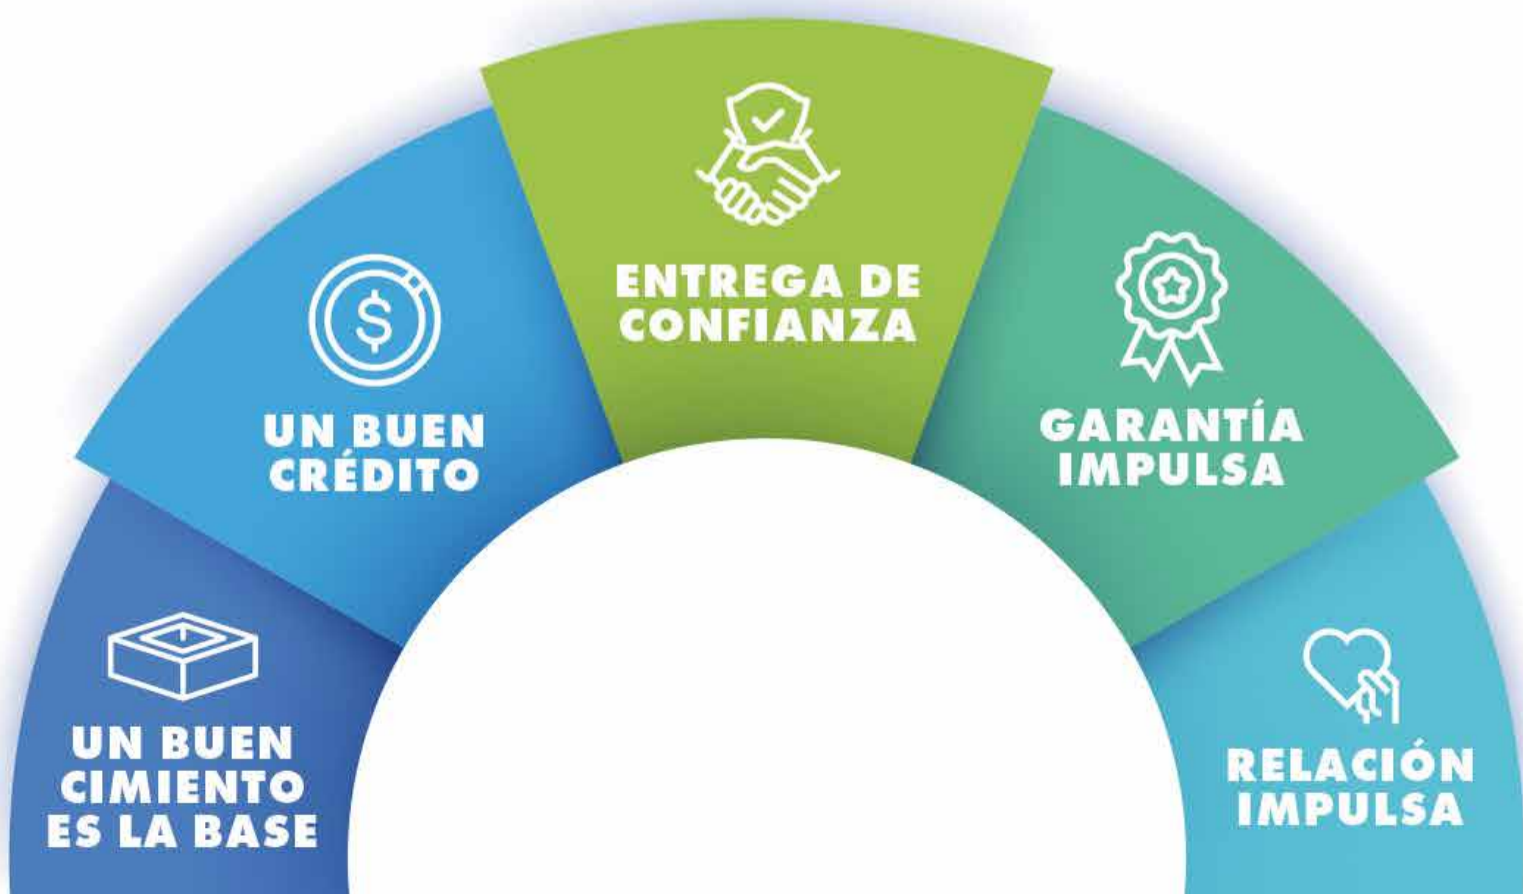 UN BUEN
CIMIENTO
ES LA BASE
UN BUEN
CRÉDITO
ENTREGA DE
CONFIANZA
GARANTÍA
IMPULSA
RELACIÓN
IMPULSA